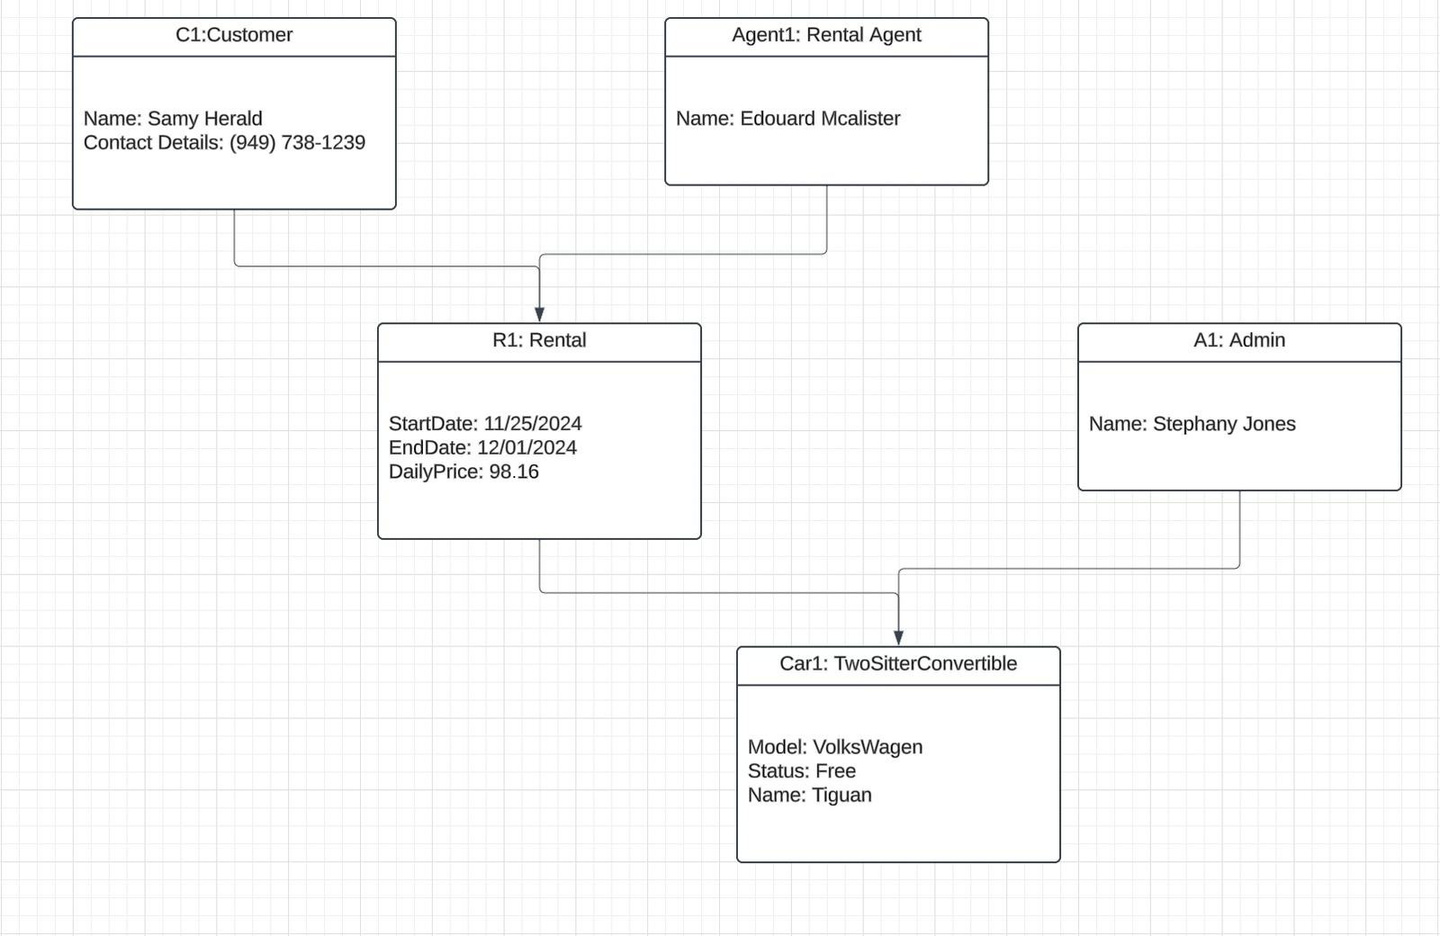 C1:Customer
Name: Samy Herald
Contact Details: (949) 738-1239
Agent1: Rental Agent
Name: Edouard Mcalister
R1: Rental
StartDate: 11/25/2024
EndDate: 12/01/2024
DailyPrice: 98.16
A1: Admin
Name: Stephany Jones
Car1: TwoSitterConvertible
Model: VolksWagen
Status: Free
Name: Tiguan